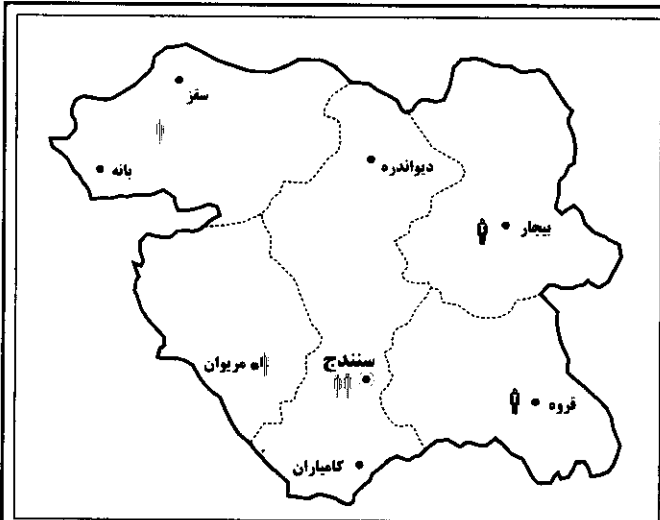 سقز
بانه
دیواندره
بیجار
مریوان
سنندج
قروه
کامیاران